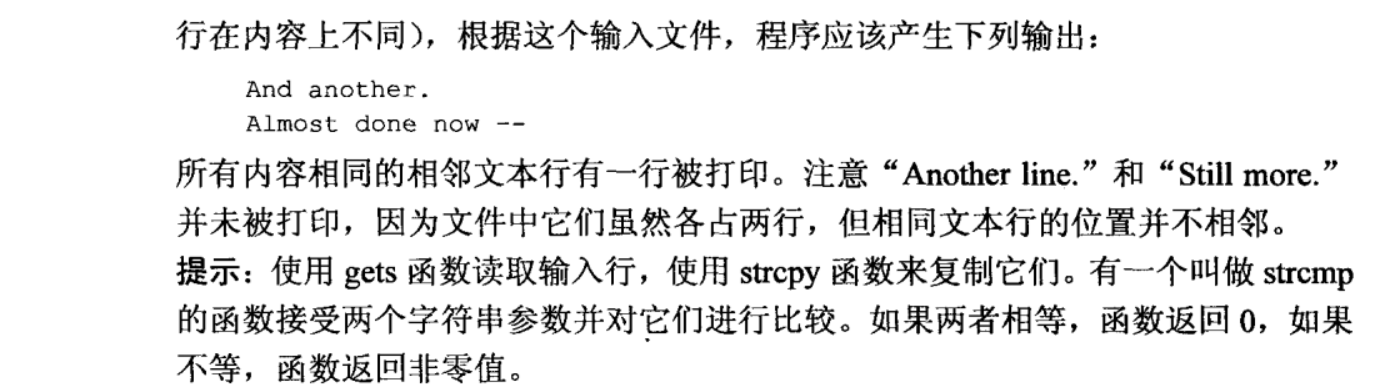 行在内容上不同)，根据这个输入文件，程序应该产生下列输出：
And another.
Almost done now --
所有内容相同的相邻文本行有一行被打印。注意“Another line.”和“Still more.”
并未被打印，因为文件中它们虽然各占两行，但相同文本行的位置并不相邻。
提示：使用 gets 函数读取输入行，使用 strcpy 函数来复制它们。有一个叫做 strcmp
的函数接受两个字符串参数并对它们进行比较。如果两者相等，函数返回 0，如果
不等，函数返回非零值。